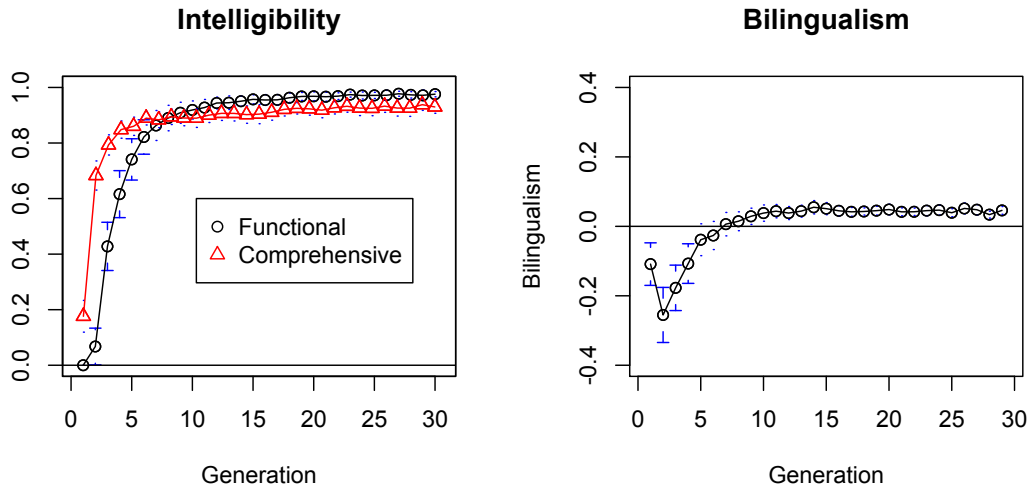 Intelligibility
1.0
0.8
0.6
0.4
0.2
0.0
Functional
Comprehensive
0 5 10 15 20 25 30
Generation
Bilingualism
0.4
0.2
0.0
-0.2
-0.4
Bilingualism
0 5 10 15 20 25 30
Generation